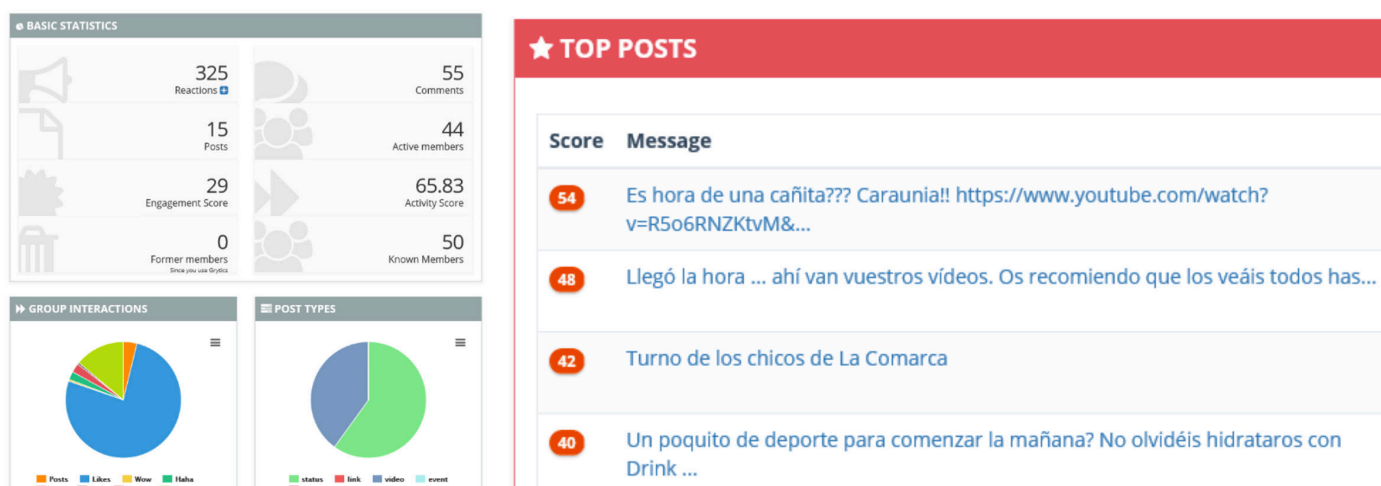 BASIC STATISTICS
325
Reactions
55
Comments
15
Posts
44
Active members
29
Engagement Score
65.83
Activity Score
0
Former members
Since you use Grytics
50
Known Members
GROUP INTERACTIONS
Posts Likes Wow Haha
POST TYPES
status link video event
TOP POSTS
Score Message
54 Es hora de una cañita??? Caraunia!! https://www.youtube.com/watch?
v=R5o6RNZKtvM&...
48 Llegó la hora ... ahí van vuestros vídeos. Os recomiendo que los veáis todos has...
42 Turno de los chicos de La Comarca
40 Un poquito de deporte para comenzar la mañana? No olvidéis hidrataros con
Drink ...